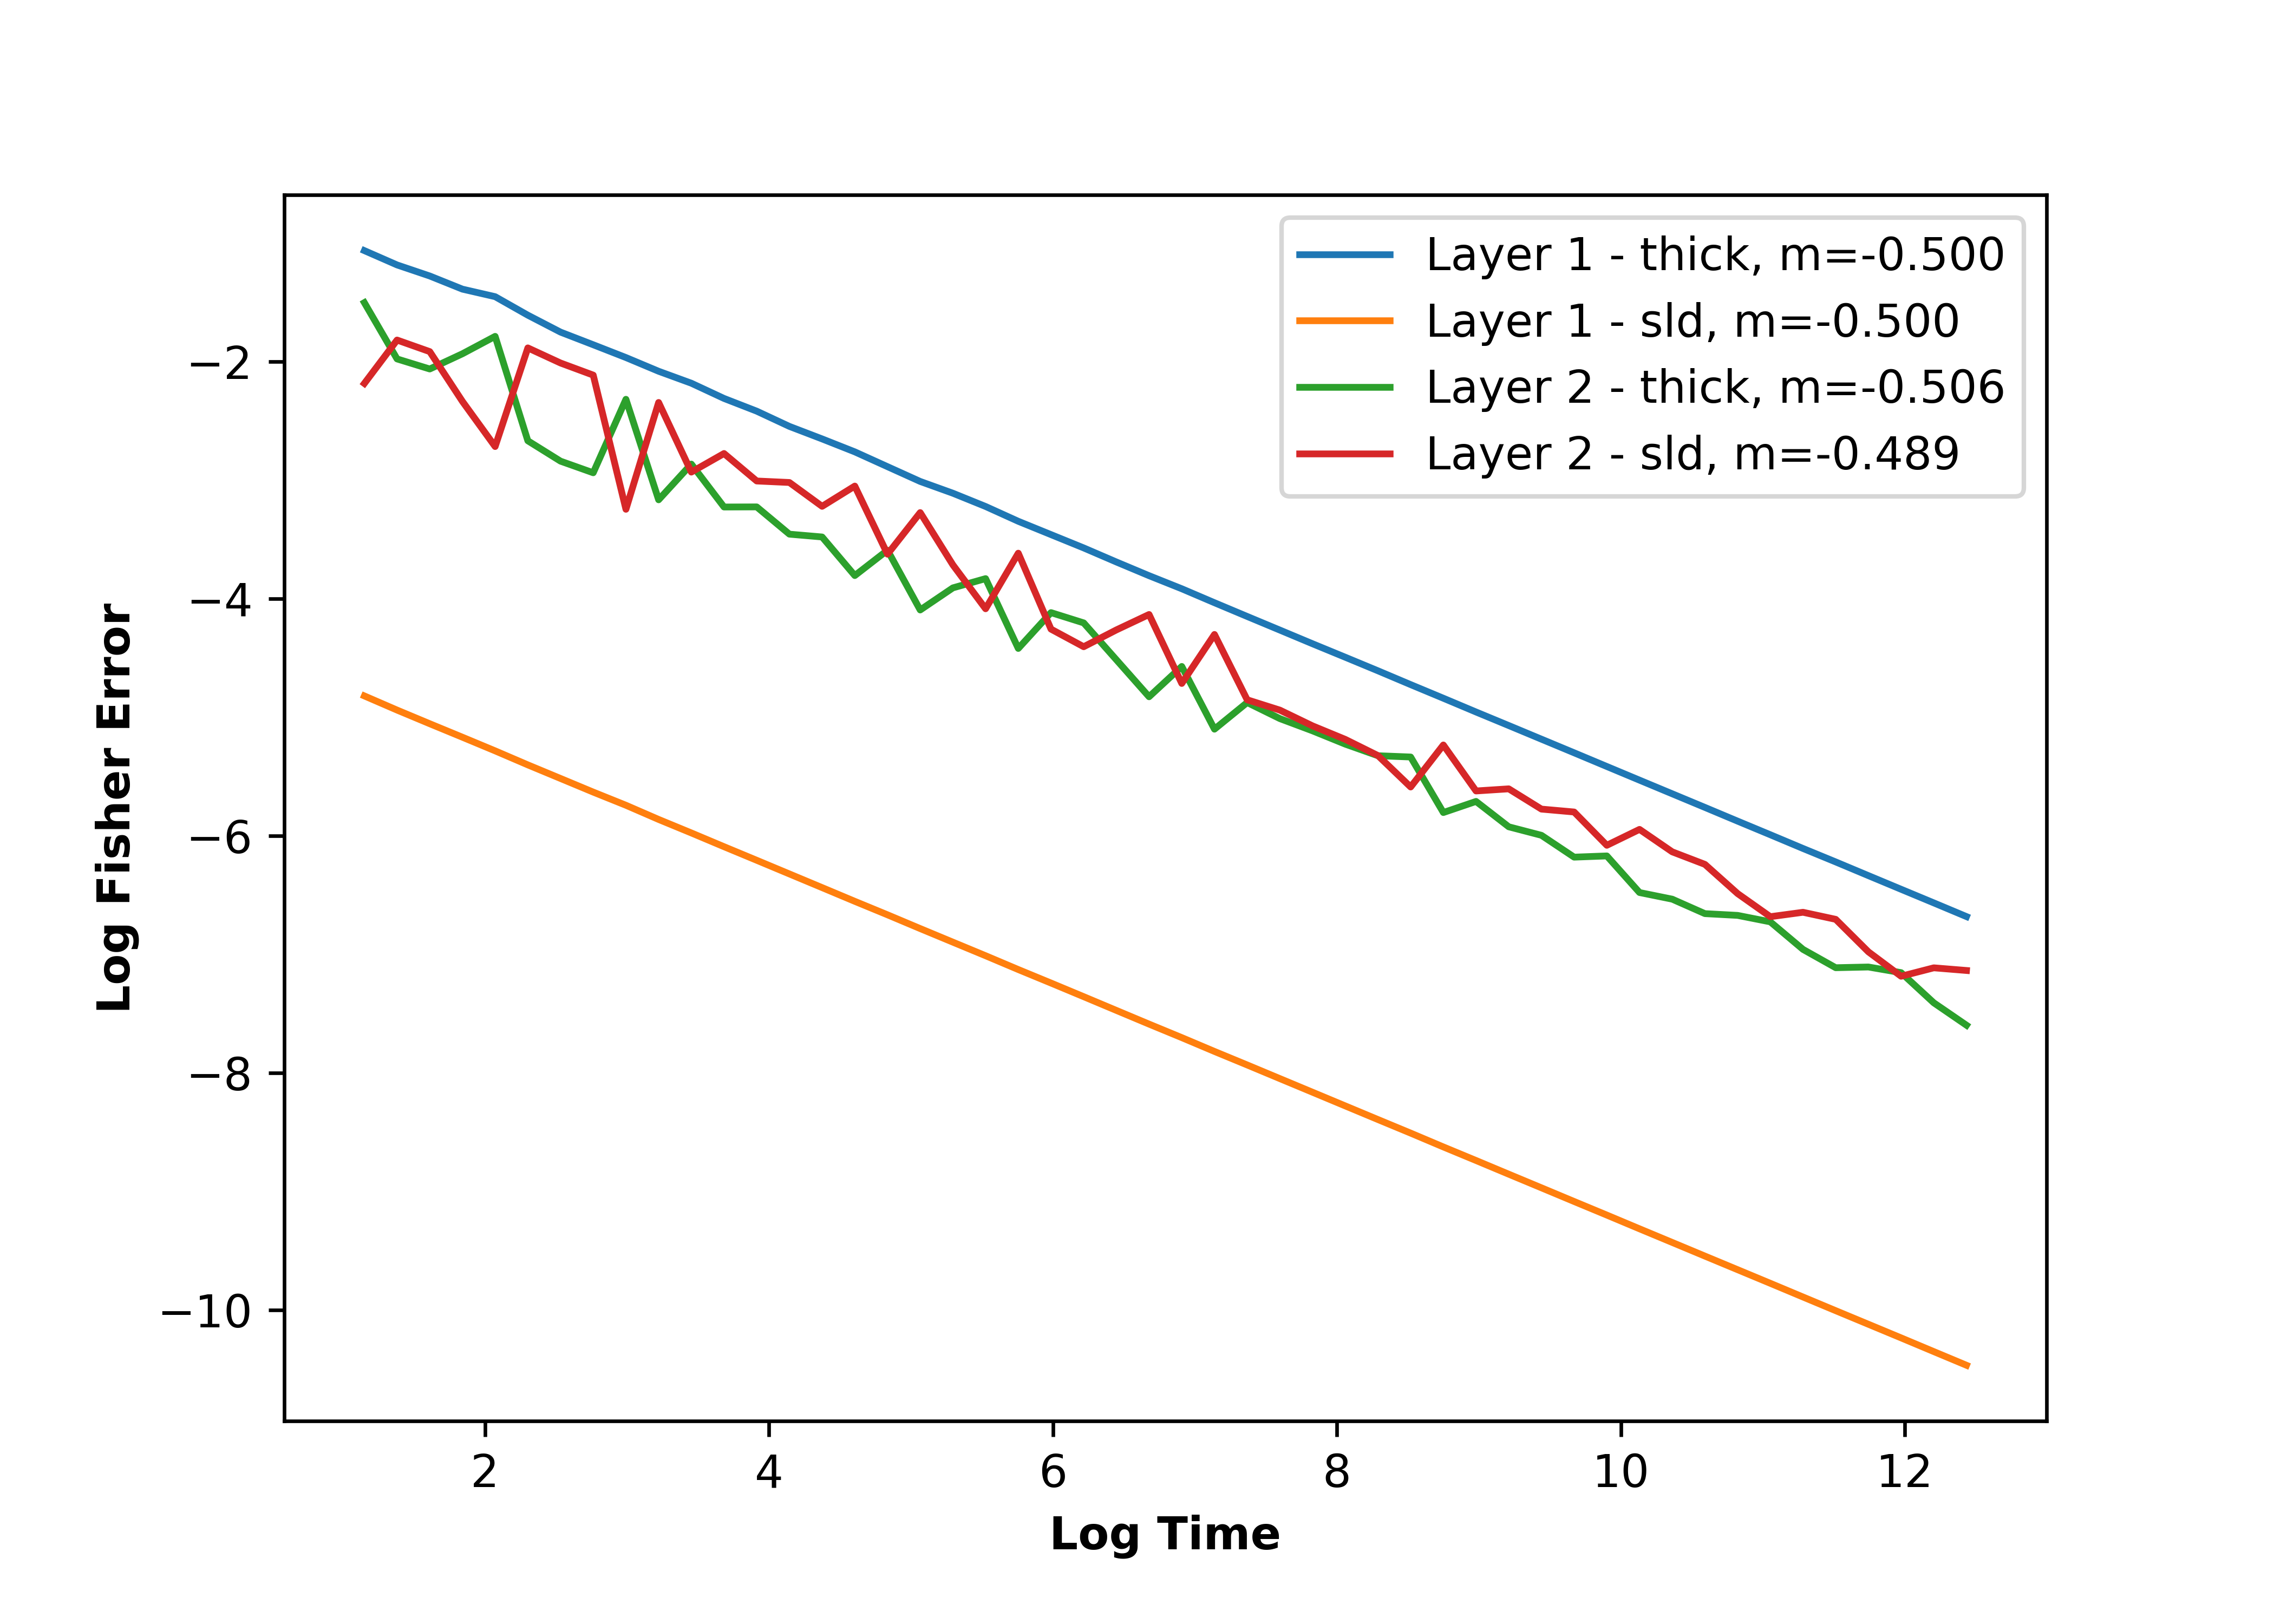 Layer 1 - thick, m=-0.500
Layer 1 - sld, m=-0.500
Layer 2 - thick, m=-0.506
Layer 2 - sld, m=-0.489
−2
−4
−6
−8
−10
Log Fisher Error
2 4 6 8 10 12
Log Time